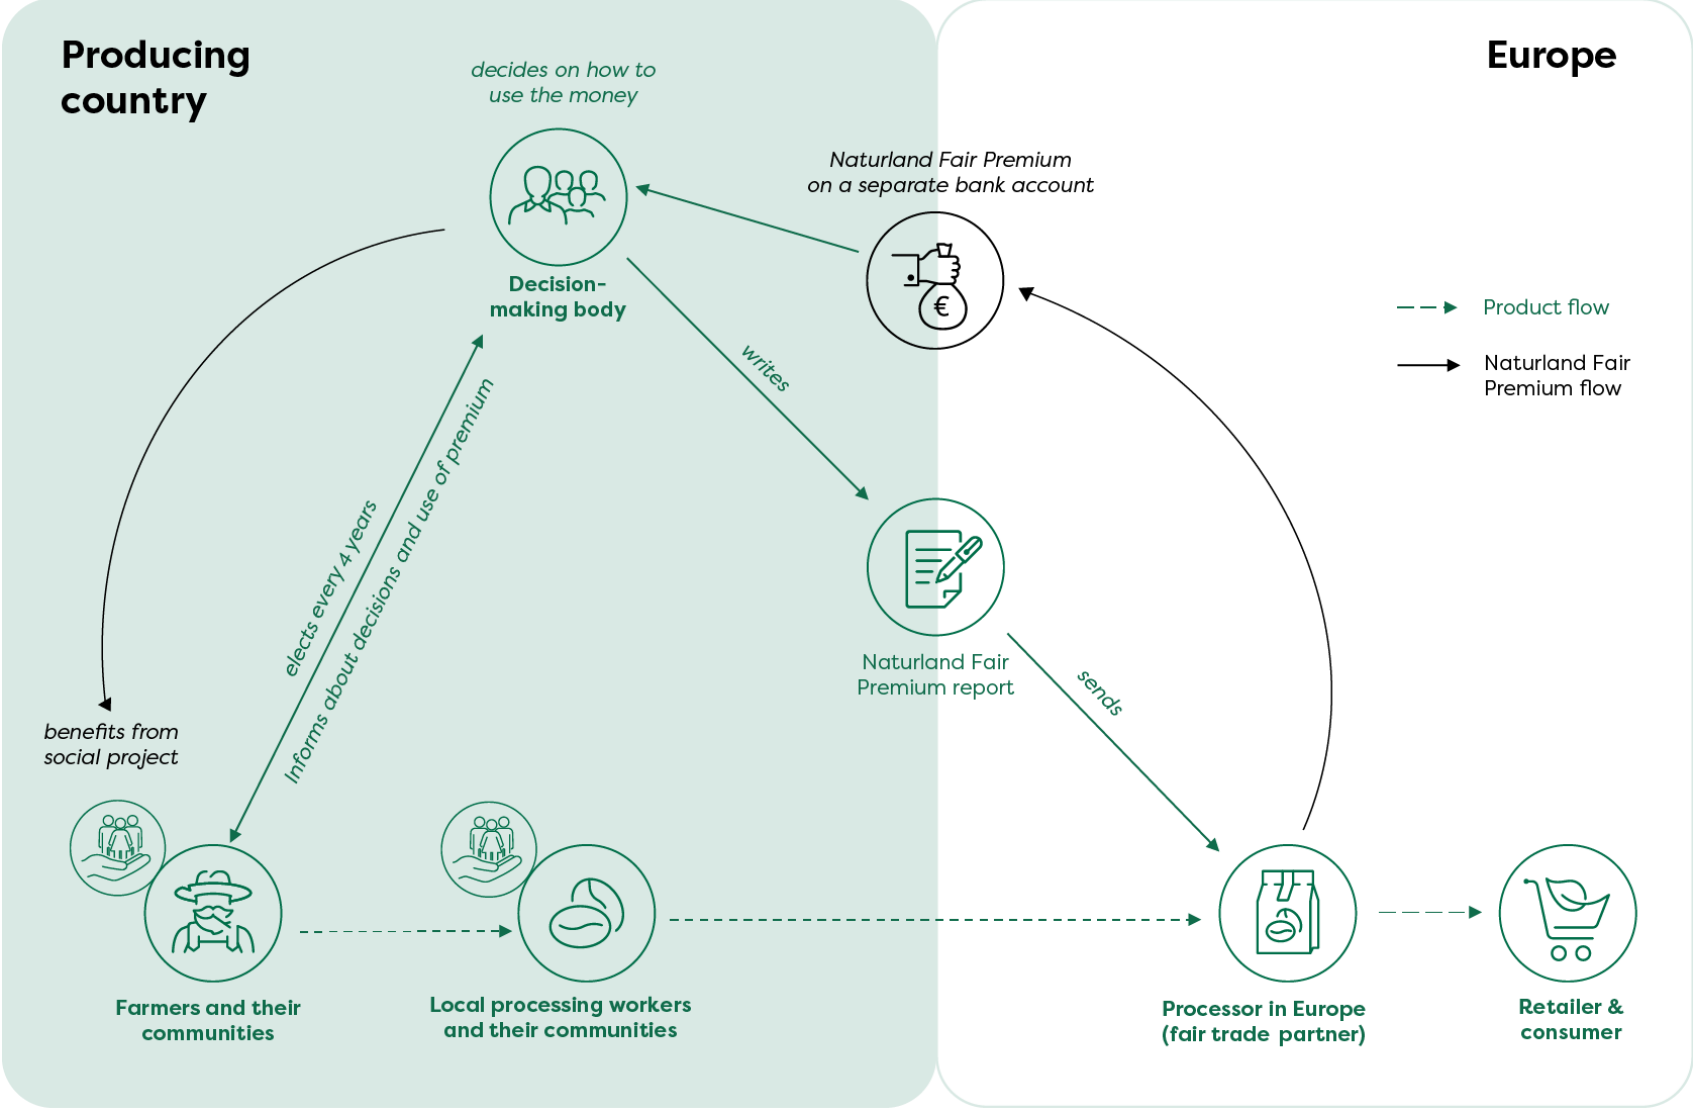 Producing
country
Europe
decides on how to
use the money
Naturland Fair Premium
on a separate bank account
€
Decision-
making body
Product flow
Naturland Fair
Premium flow
writes
elects every 4 years
Informs about decisions and use of premium
Naturland Fair
Premium report
sends
benefits from
social project
Farmers and their
communities
Local processing workers
and their communities
Processor in Europe
(fair trade partner)
Retailer &
consumer